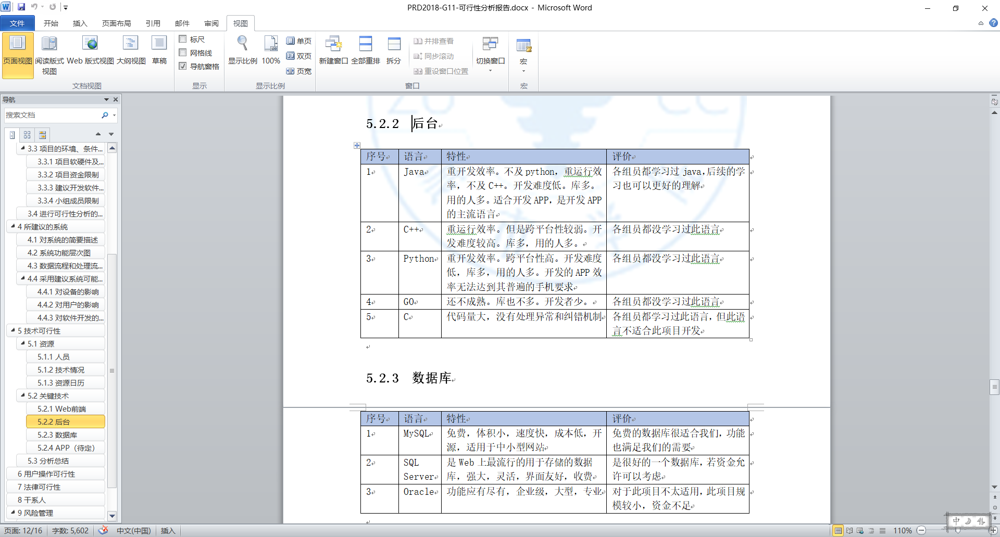 PRD2018-G11-可行性分析报告.docx - Microsoft Word
文件 开始 插入 页面布局 引用 邮件 审阅 视图
页面视图 阅读版式视图 Web 版式视图 大纲视图 草稿
文档视图
标尺
网格线
导航窗格
显示
显示比例 100% 单页
双页
页宽
显示比例
新建窗口 全部重排 拆分
并排查看
同步滚动
重设窗口位置
切换窗口
窗口
宏
宏
导航
搜索文档
3.3 项目的环境、条件...
3.3.1 项目软硬件及...
3.3.2 项目资金限制
3.3.3 建议开发软件...
3.3.4 小组成员限制
3.4 进行可行性分析的...
4 所建议的系统
4.1 对系统的简要描述
4.2 系统功能层次图
4.3 数据流程和处理流...
4.4 采用建议系统可能...
4.4.1 对设备的影响
4.4.2 对用户的影响
4.4.3 对软件开发的...
5 技术可行性
5.1 资源
5.1.1 人员
5.1.2 技术情况
5.1.3 资源日历
5.2 关键技术
5.2.1 Web前端
5.2.2 后台
5.2.3 数据库
5.2.4 APP（待定）
5.3 分析总结
6 用户操作可行性
7 法律可行性
8 干系人
9 风险管理
5.2.2 后台
序号 语言 特性 评价
1 Java 重开发效率。不及 python，重运行效 各组员都学习过 java，后续的学
率，不及 C++。开发难度低。库多。 习也可以更好的理解
用的人多。适合开发 APP，是开发 APP
的主流语言
2 C++ 重运行效率。但是跨平台性较弱。开 各组员都没学习过此语言
发难度较高。库多，用的人多。
3 Python 重开发效率。跨平台性高。开发难度 各组员都没学习过此语言
低，库多，用的人多。开发的 APP 效
率无法达到其普遍的手机要求
4 GO 还不成熟。库也不多。开发者少。 各组员都没学习过此语言
5 C 代码量大，没有处理异常和纠错机制 各组员都学习过此语言，但此语
言不适合此项目开发
5.2.3 数据库
序号 语言 特性 评价
1 MySQL 免费，体积小，速度快，成本低，开 免费的数据库很适合我们，功能
源，适用于中小型网站 也满足我们的需要
2 SQL 是 Web 上最流行的用于存储的数据 是很好的一个数据库，若资金允
Server 库，强大，灵活，界面友好，收费 许可以考虑
3 Oracle 功能应有尽有，企业级，大型，专业 对于此项目不太适用，此项目规
模较小，资金不足
页面: 12/16 字数: 5,602 中文(中国) 插入
110%
中